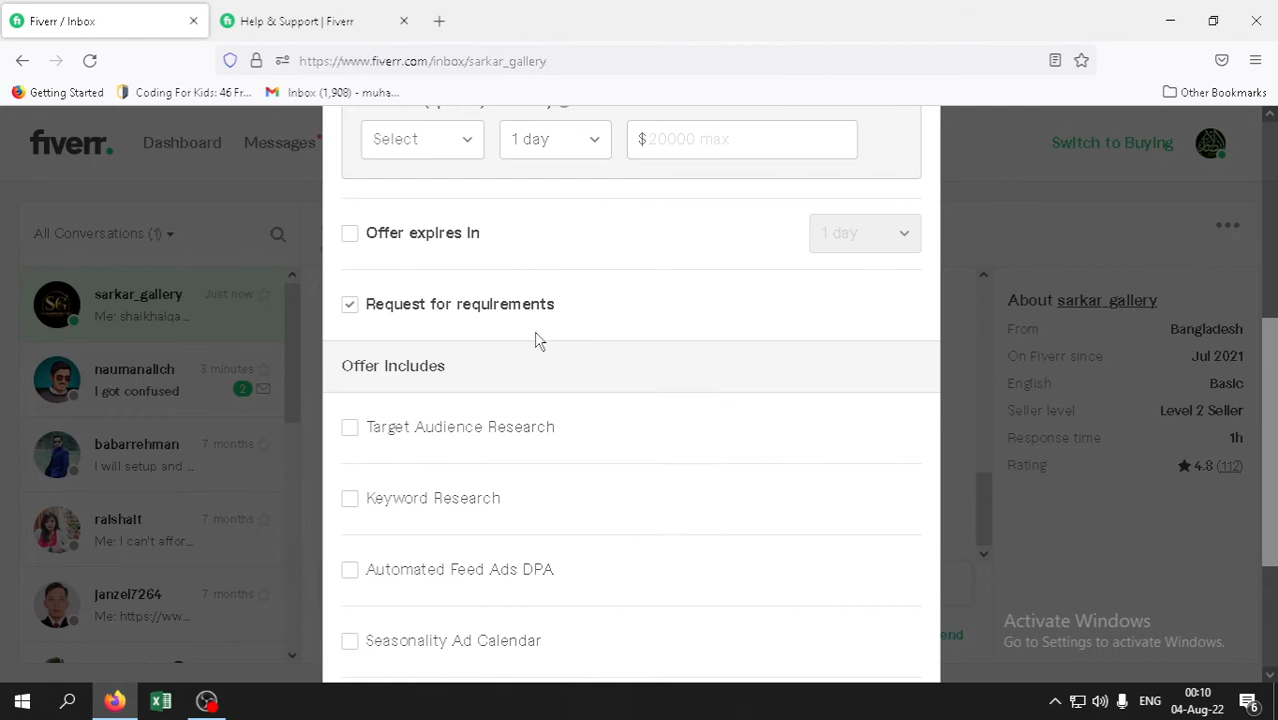 Fiverr / Inbox
Help & Support | Fiverr
https://www.fiverr.com/inbox/sarkar_gallery
Getting Started
Coding For Kids: 46 Fr...
Inbox (1,908) - muha...
Other Bookmarks
fiverr.
Dashboard
Messages
Switch to Buying
Select
1 day
$20000 max
All Conversations (1)
Offer expires in
1 day
sarkar_gallery
Just now
Me: shaikhalqa...
Request for requirements
About sarkar_gallery
From
Bangladesh
On Fiverr since
Jul 2021
English
Basic
Seller level
Level 2 Seller
Response time
1h
Rating
4.8 (112)
naumanalich
3 minutes
I got confused
2
Offer Includes
Target Audience Research
babarrehman
7 months
I will setup and ...
Keyword Research
raishait
7 months
Me: I can't affor...
Automated Feed Ads DPA
janzel7264
7 months
Me: https://ww...
Seasonality Ad Calendar
end
Activate Windows
Go to Settings to activate Windows.
ENG
00:10
04-Aug-22
6